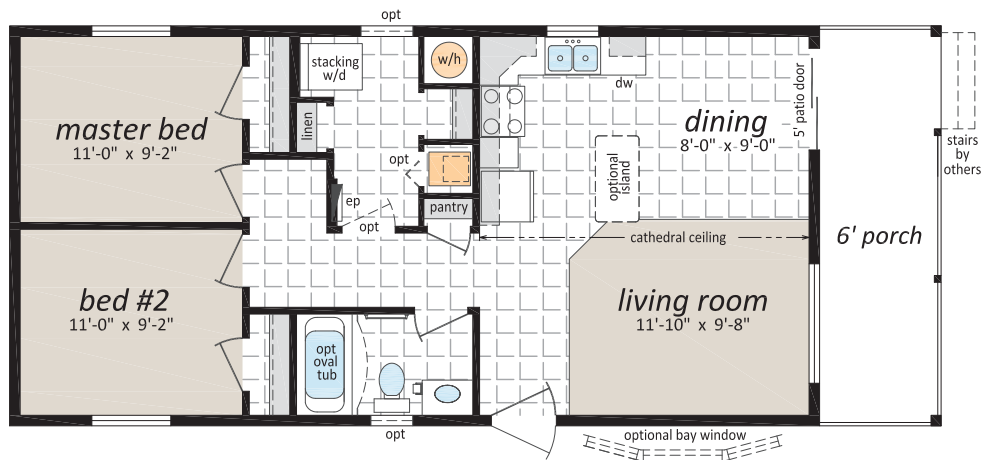 opt
stacking
w/d
w/h
dw
5' patio door
master bed
11'-0" x 9'-2"
linen
dining
8'-0" x 9'-0"
stairs
by
others
opt
optional
island
ep
pantry
opt
cathedral ceiling
6' porch
bed #2
11'-0" x 9'-2"
living room
11'-10" x 9'-8"
opt
oval
tub
opt
optional bay window